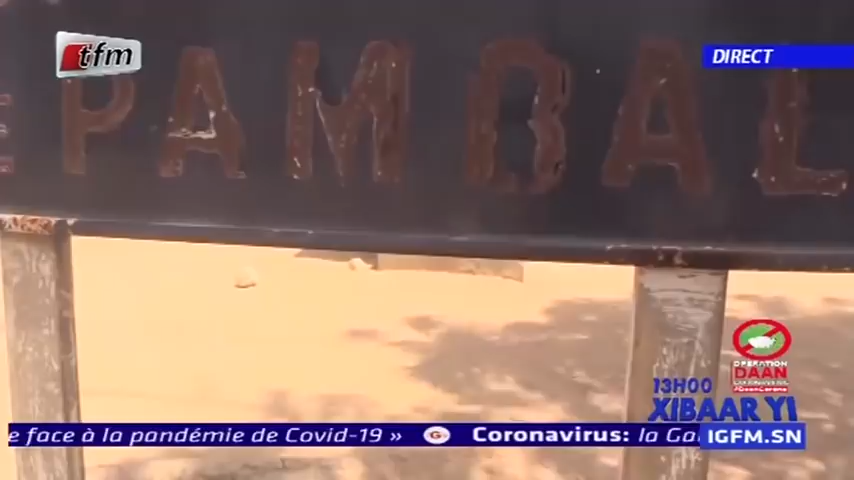 tfm
DIRECT
E PAMBAL
OPERATION
DAAN
13H00
XIBAAR YI
e face à la pandémie de Covid-19 » Coronavirus: la Ga
IGFM.SN